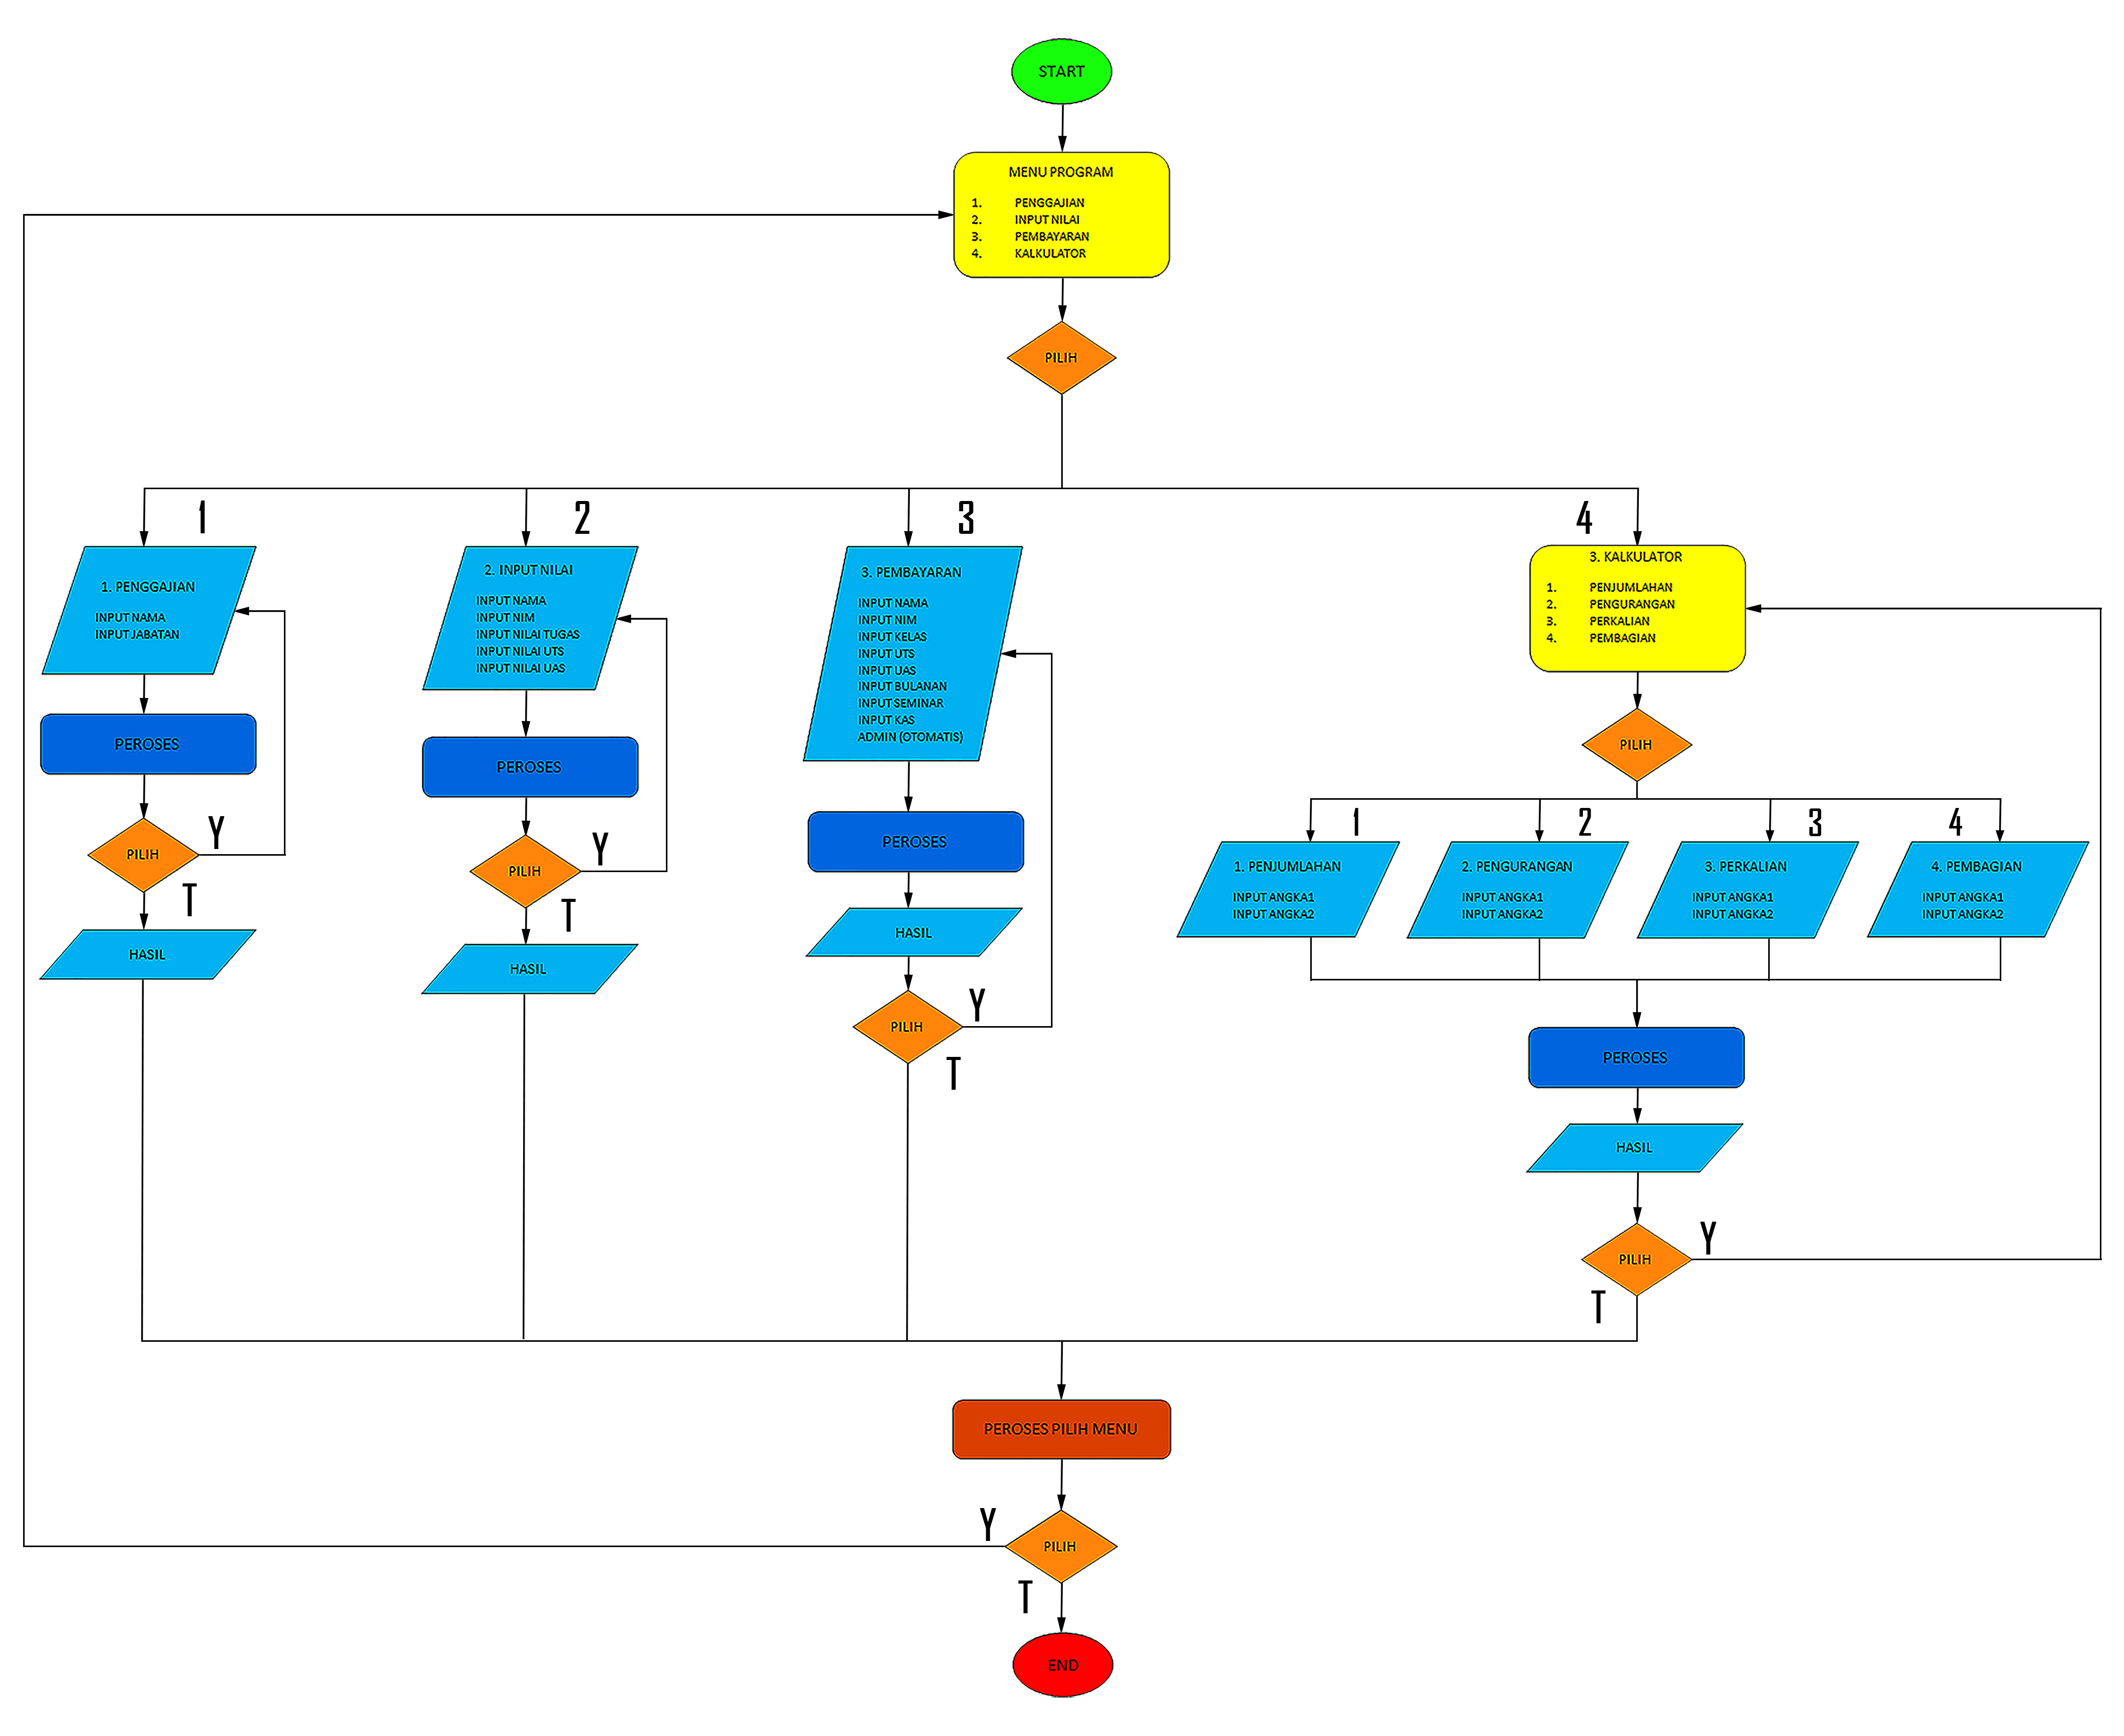 START
MENU PROGRAM
1. PENGGAJIAN
2. INPUT NILAI
3. PEMBAYARAN
4. KALKULATOR
PILIH
1
2
3
4
1. PENGGAJIAN
INPUT NAMA
INPUT JABATAN
PEROSES
PILIH
Y
T
HASIL
2. INPUT NILAI
INPUT NAMA
INPUT NIM
INPUT NILAI TUGAS
INPUT NILAI UTS
INPUT NILAI UAS
PEROSES
PILIH
Y
T
HASIL
3. PEMBAYARAN
INPUT NAMA
INPUT NIM
INPUT KELAS
INPUT UTS
INPUT UAS
INPUT BULANAN
INPUT SEMINAR
INPUT KAS
ADMIN (OTOMATIS)
PEROSES
HASIL
PILIH
Y
T
3. KALKULATOR
1. PENJUMLAHAN
2. PENGURANGAN
3. PERKALIAN
4. PEMBAGIAN
PILIH
1
2
3
4
1. PENJUMLAHAN
INPUT ANGKA1
INPUT ANGKA2
2. PENGURANGAN
INPUT ANGKA1
INPUT ANGKA2
3. PERKALIAN
INPUT ANGKA1
INPUT ANGKA2
4. PEMBAGIAN
INPUT ANGKA1
INPUT ANGKA2
PEROSES
HASIL
PILIH
Y
T
PEROSES PILIH MENU
PILIH
Y
T
END